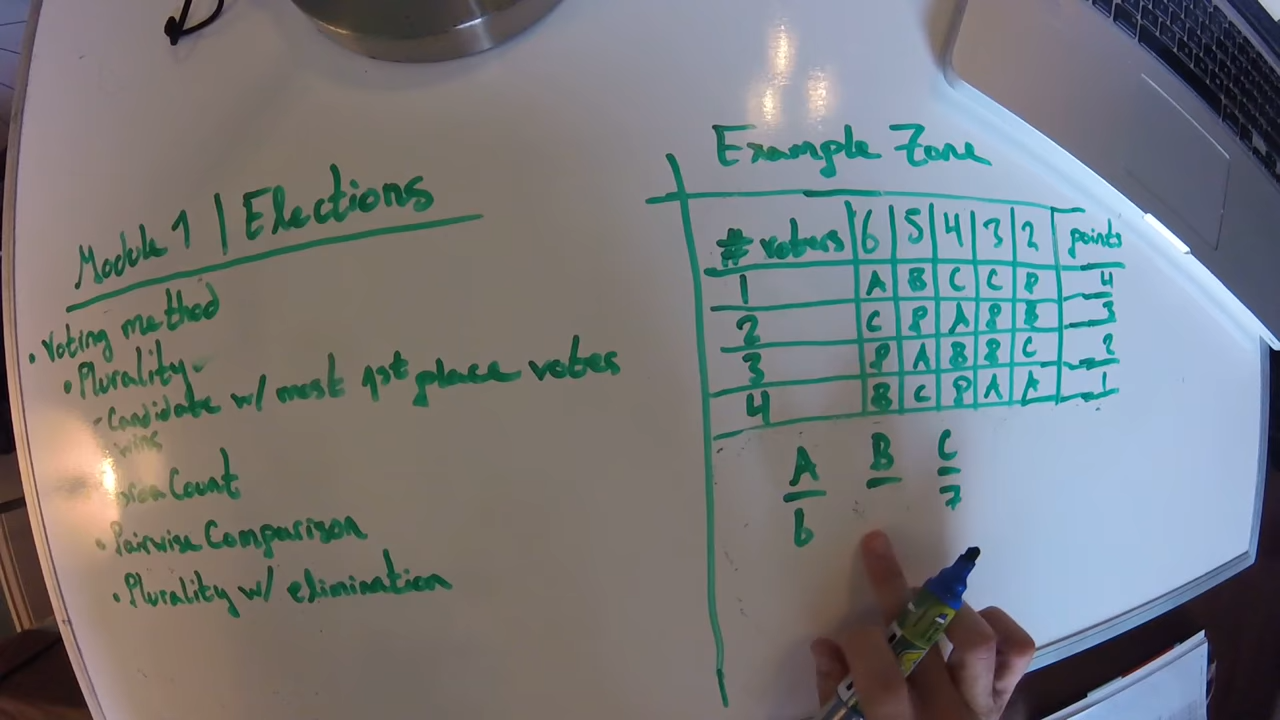 Module 1 | Elections
• Voting method
• Plurality
- Candidate w/ most 1st place votes
wins
Count
• Pairwise Comparison
• Plurality w/ elimination
Example Zone
# voters 6 5 4 3 2 points
1 A B C C P 4
2 C P A P B 3
3 P A B B C 2
4 B C P A A 1
A B C
6 7